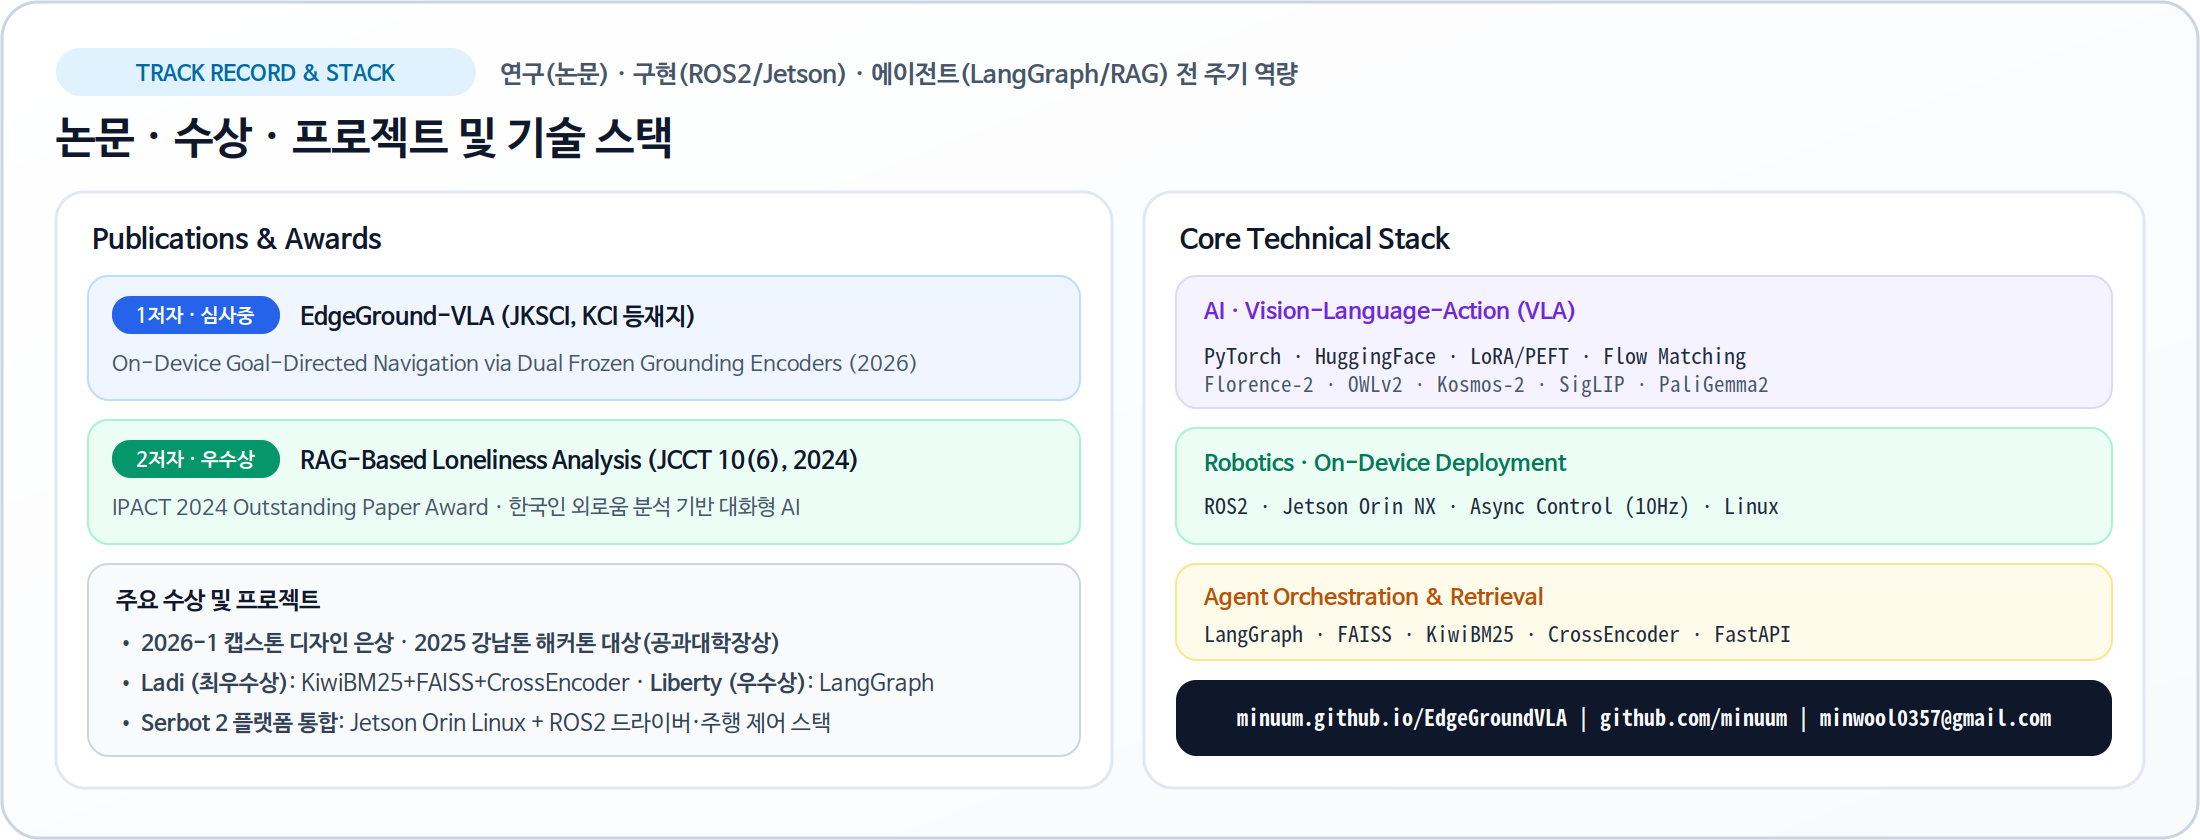 TRACK RECORD & STACK
연구(논문) · 구현(ROS2/Jetson) · 에이전트(LangGraph/RAG) 전 주기 역량
논문 · 수상 · 프로젝트 및 기술 스택
Publications & Awards
1저자 · 심사중
EdgeGround-VLA (JKSCI, KCI 등재지)
On-Device Goal-Directed Navigation via Dual Frozen Grounding Encoders (2026)
2저자 · 우수상
RAG-Based Loneliness Analysis (JCCT 10(6), 2024)
IPACT 2024 Outstanding Paper Award · 한국인 외로움 분석 기반 대화형 AI
주요 수상 및 프로젝트
• 2026-1 캡스톤 디자인 은상 · 2025 강남톤 해커톤 대상(공과대학장상)
• Ladi (최우수상): KiwiBM25+FAISS+CrossEncoder · Liberty (우수상): LangGraph
• Serbot 2 플랫폼 통합: Jetson Orin Linux + ROS2 드라이버·주행 제어 스택
Core Technical Stack
AI · Vision-Language-Action (VLA)
PyTorch · HuggingFace · LoRA/PEFT · Flow Matching
Florence-2 · OWLv2 · Kosmos-2 · SigLIP · PaliGemma2
Robotics · On-Device Deployment
ROS2 · Jetson Orin NX · Async Control (10Hz) · Linux
Agent Orchestration & Retrieval
LangGraph · FAISS · KiwiBM25 · CrossEncoder · FastAPI
minuum.github.io/EdgeGroundVLA | github.com/minuum | minwool0357@gmail.com